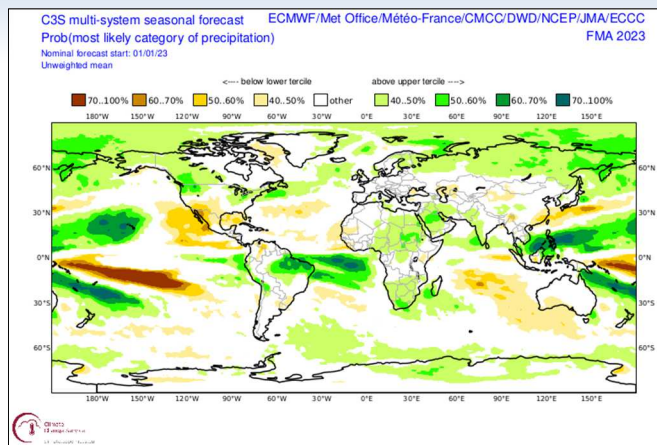 C3S multi-system seasonal forecast ECMWF/Met Office/Météo-France/CMCC/DWD/NCEP/JMA/ECCC
Prob(most likely category of precipitation) FMA 2023
Nominal forecast start: 01/01/23
Unweighted mean
<---- below lower tercile above upper tercile ---->
70..100% 60..70% 50..60% 40..50% other 40..50% 50..60% 60..70% 70..100%
180°W 150°W 120°W 90°W 60°W 30°W 0°E 30°E 60°E 90°E 120°E 150°E
60°N 60°N
30°N 30°N
0°N 0°N
30°S 30°S
60°S 60°S
180°W 150°W 120°W 90°W 60°W 30°W 0°E 30°E 60°E 90°E 120°E 150°E
Climate
Change Service